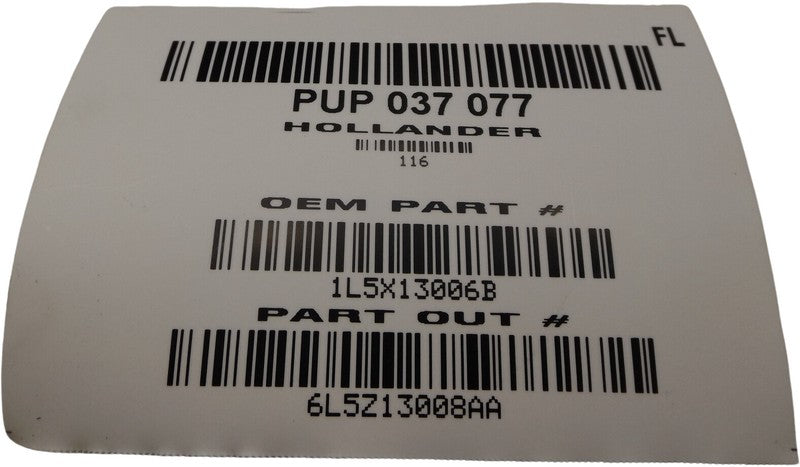 FL
PUP 037 077
HOLLANDER
116
OEM PART #
1L5X13006B
PART OUT #
6L5Z13008AA